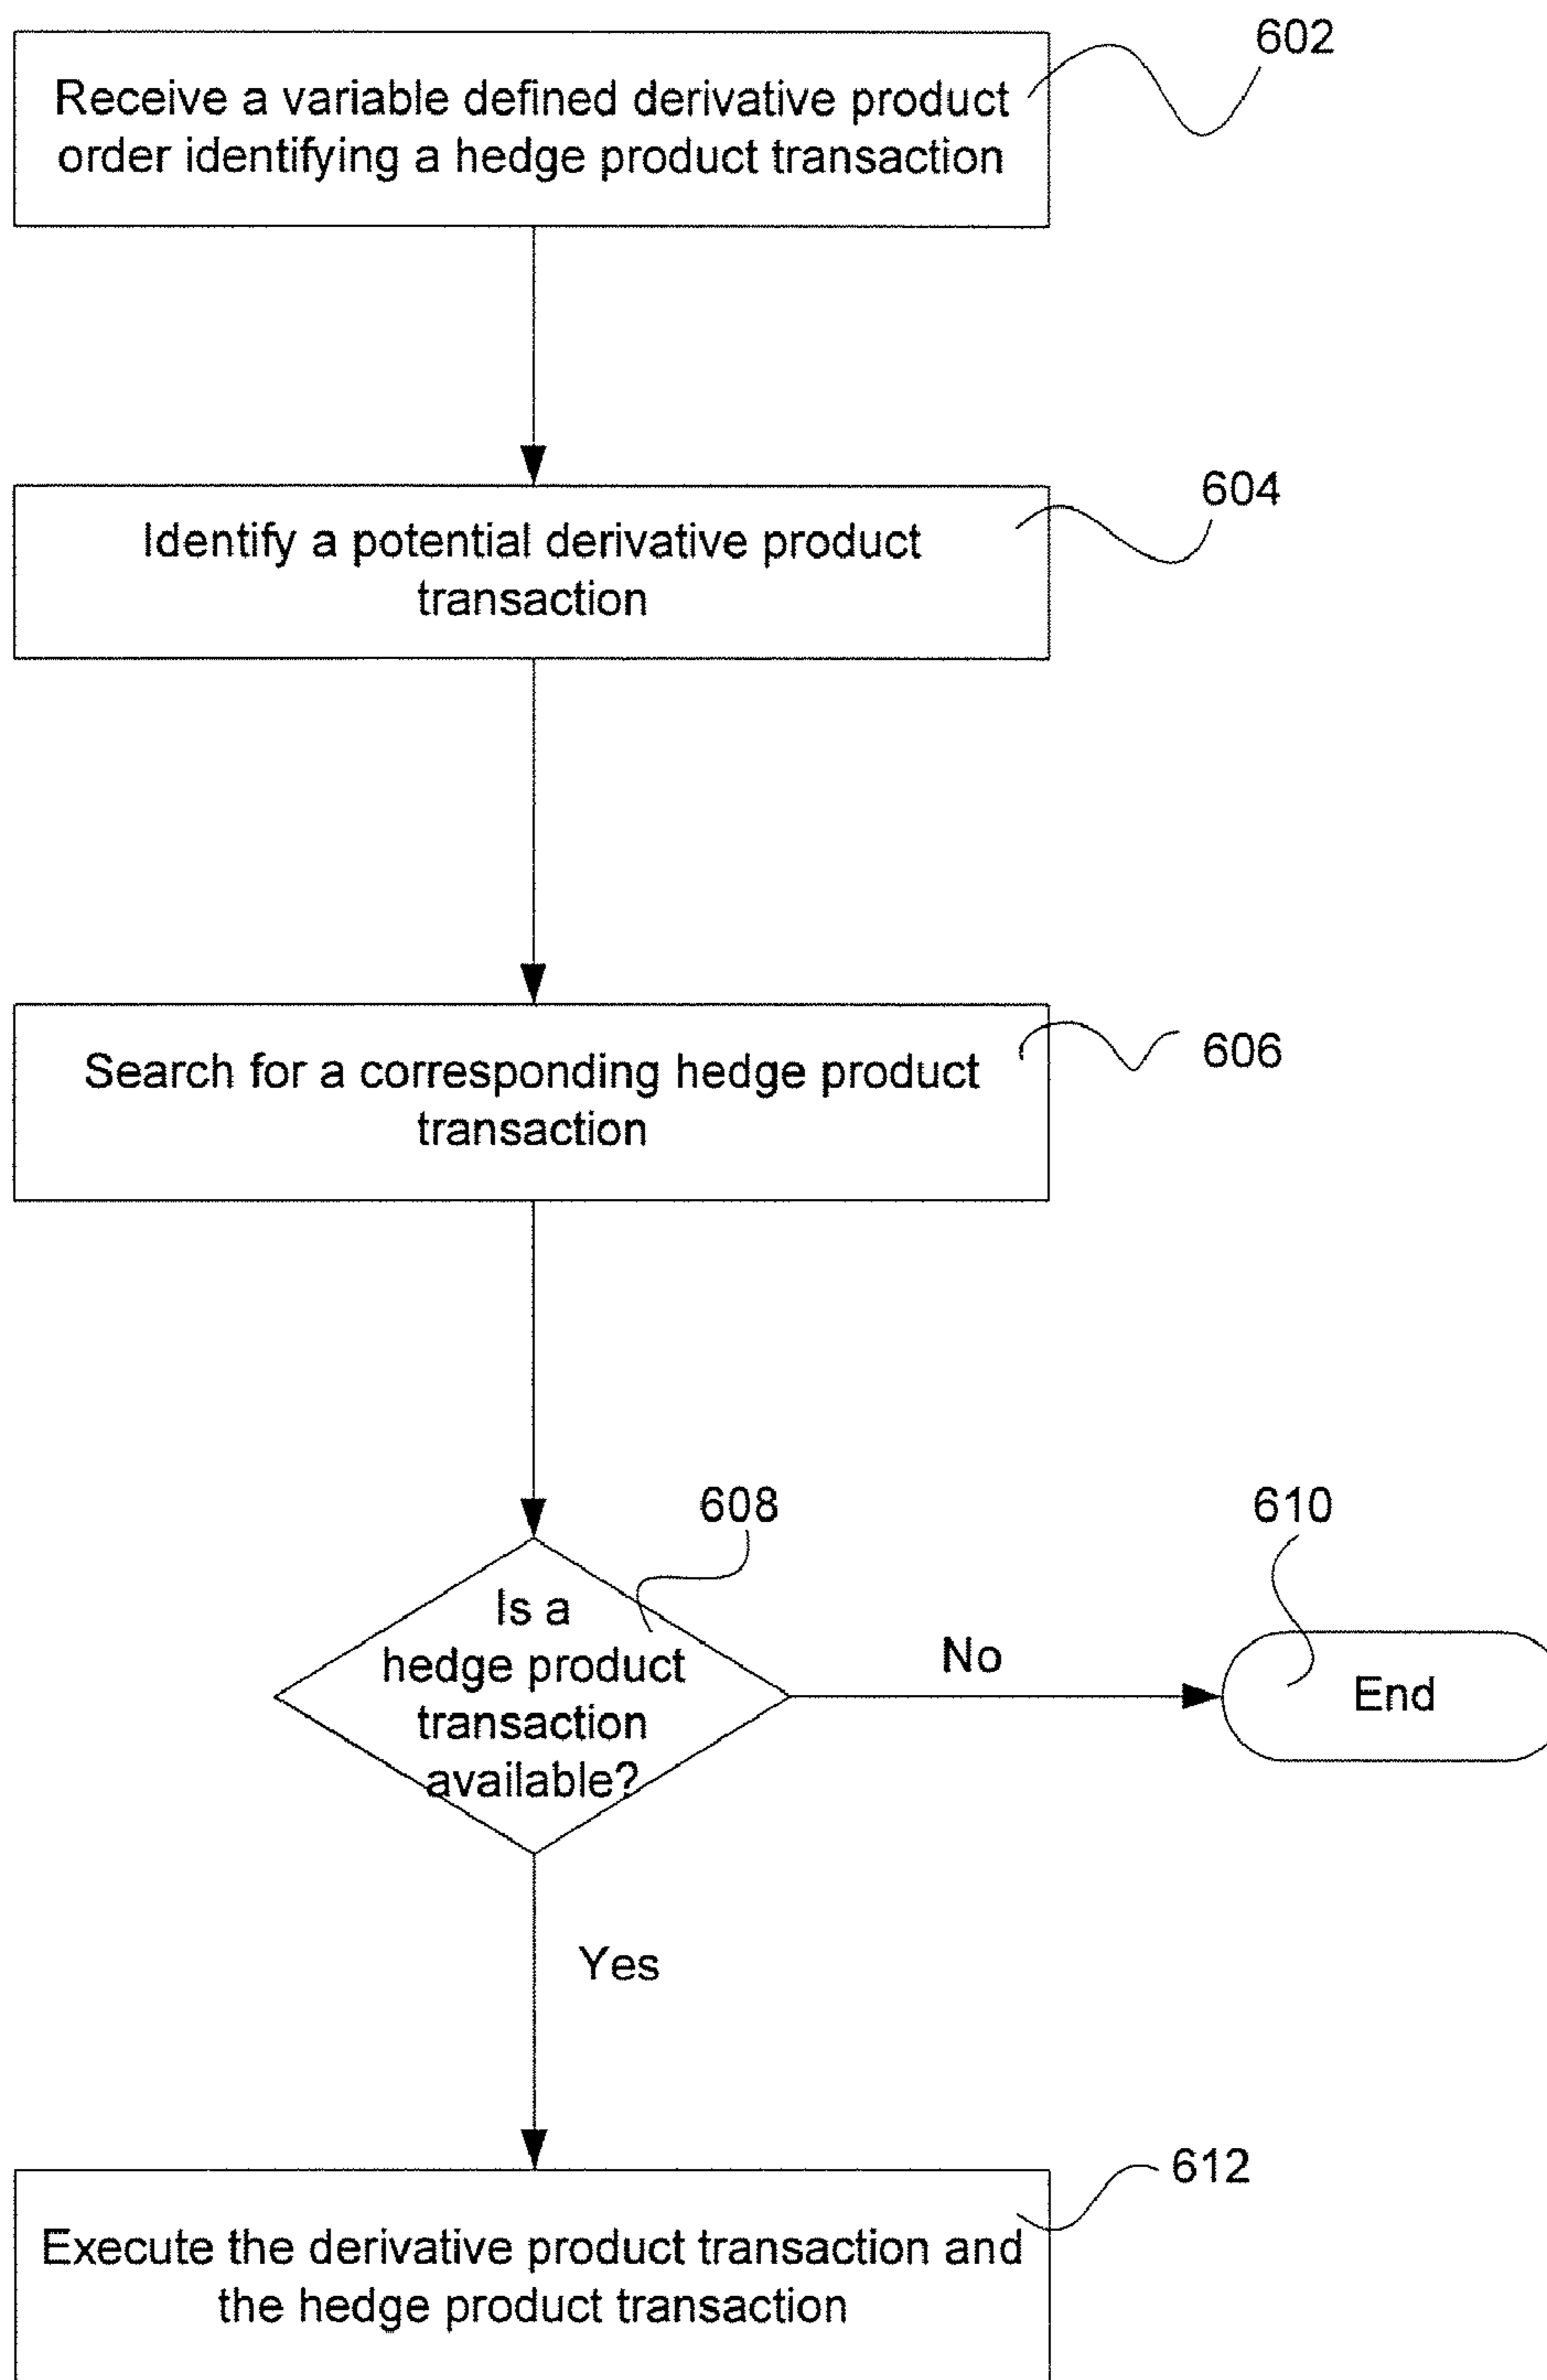 602
Receive a variable defined derivative product
order identifying a hedge product transaction
604
Identify a potential derivative product
transaction
606
Search for a corresponding hedge product
transaction
608
610
Is a
hedge product
transaction
available?
No
End
Yes
612
Execute the derivative product transaction and
the hedge product transaction